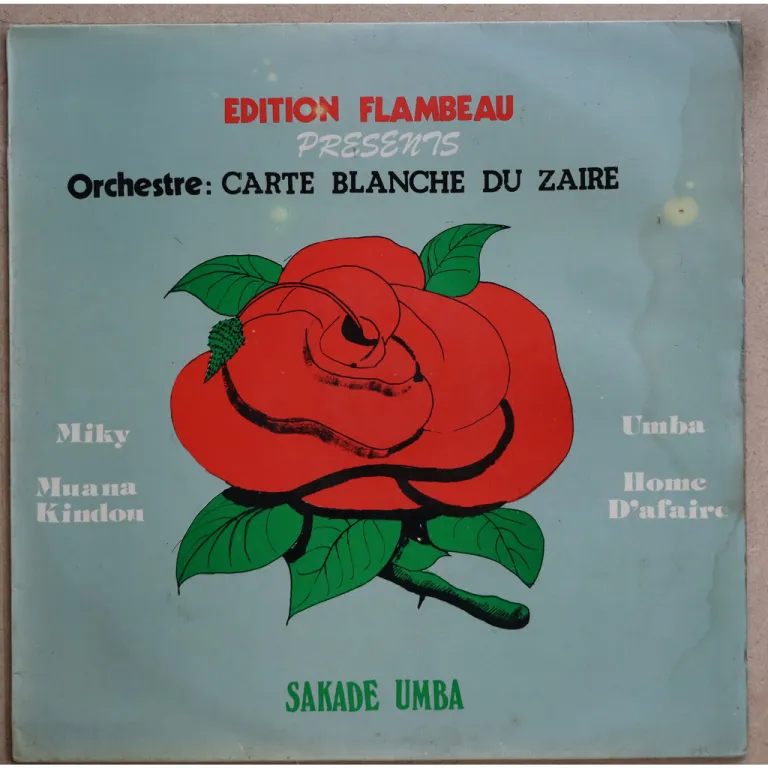 EDITION FLAMBEAU
PRESENTS
Orchestre: CARTE BLANCHE DU ZAIRE
Miky
Muana
Kindou
Umba
Home
D'afaire
SAKADE UMBA